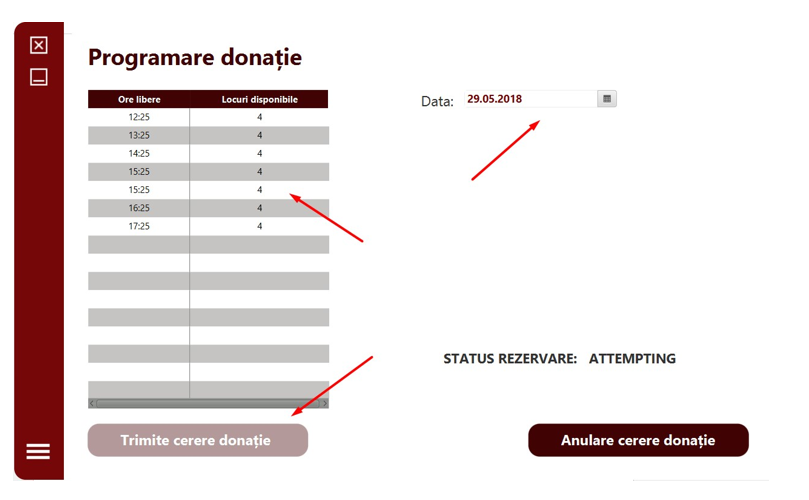 Programare donație
Ore libere Locuri disponibile
12:25 4
13:25 4
14:25 4
15:25 4
15:25 4
16:25 4
17:25 4
Data: 29.05.2018
STATUS REZERVARE: ATTEMPTING
Trimite cerere donație
Anulare cerere donație